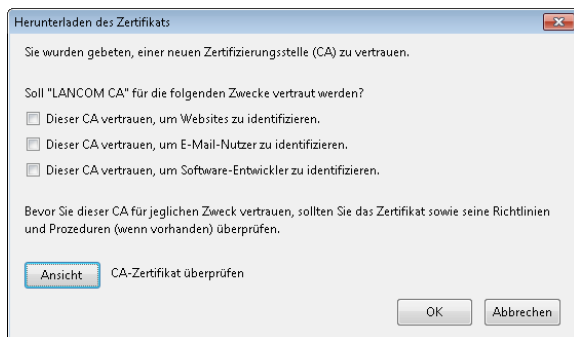 Herunterladen des Zertifikats
Sie wurden gebeten, einer neuen Zertifizierungsstelle (CA) zu vertrauen.
Soll "LANCOM CA" für die folgenden Zwecke vertraut werden?
Dieser CA vertrauen, um Websites zu identifizieren.
Dieser CA vertrauen, um E-Mail-Nutzer zu identifizieren.
Dieser CA vertrauen, um Software-Entwickler zu identifizieren.
Bevor Sie dieser CA für jeglichen Zweck vertrauen, sollten Sie das Zertifikat sowie seine Richtlinien
und Prozeduren (wenn vorhanden) überprüfen.
Ansicht CA-Zertifikat überprüfen
OK Abbrechen